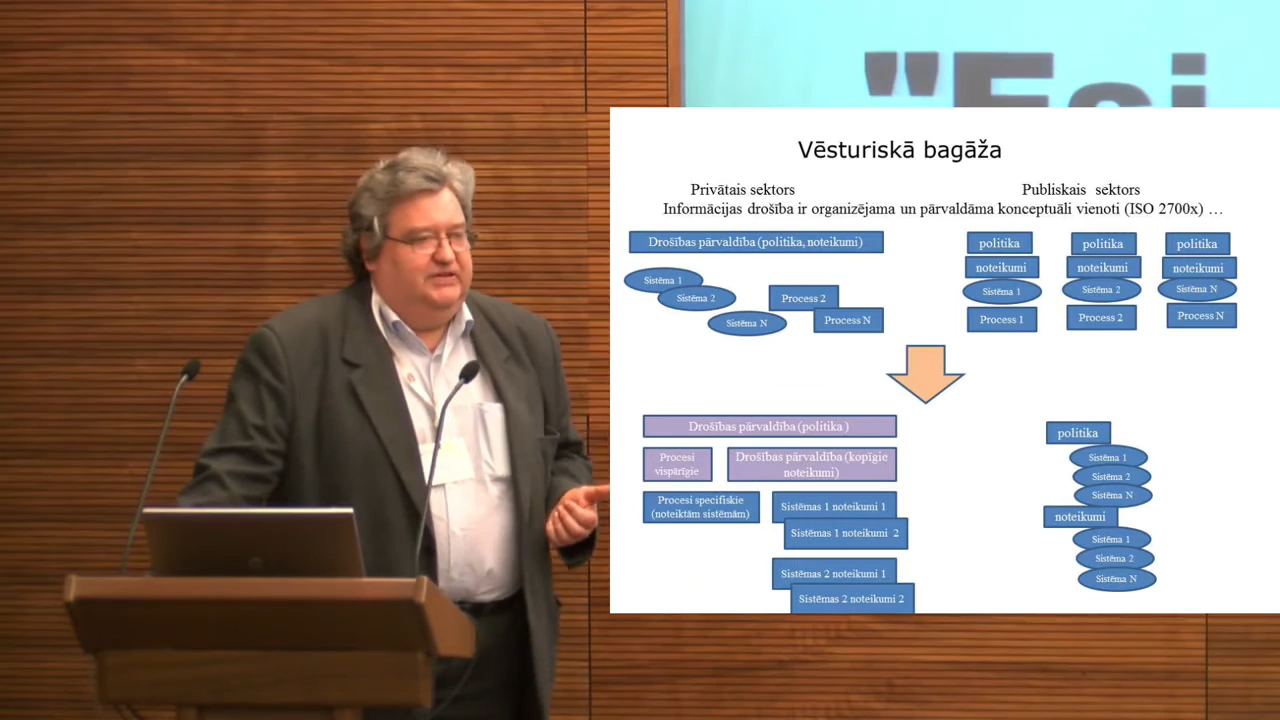 "Esi
Vēsturiskā bagāža
Privātais sektors
Publiskais sektors
Informācijas drošība ir organizējama un pārvaldāma konceptuāli vienoti (ISO 2700x) …
Drošības pārvaldība (politika, noteikumi)
Sistēma 1
Sistēma 2
Sistēma N
Process 2
Process N
politika
noteikumi
Sistēma 1
Process 1
politika
noteikumi
Sistēma 2
Process 2
politika
noteikumi
Sistēma N
Process N
Drošības pārvaldība (politika )
Procesi
vispārīgie
Drošības pārvaldība (kopīgie
noteikumi)
Procesi specifiskie
(noteiktām sistēmām)
Sistēmas 1 noteikumi 1
Sistēmas 1 noteikumi 2
Sistēmas 2 noteikumi 1
Sistēmas 2 noteikumi 2
politika
Sistēma 1
Sistēma 2
Sistēma N
noteikumi
Sistēma 1
Sistēma 2
Sistēma N